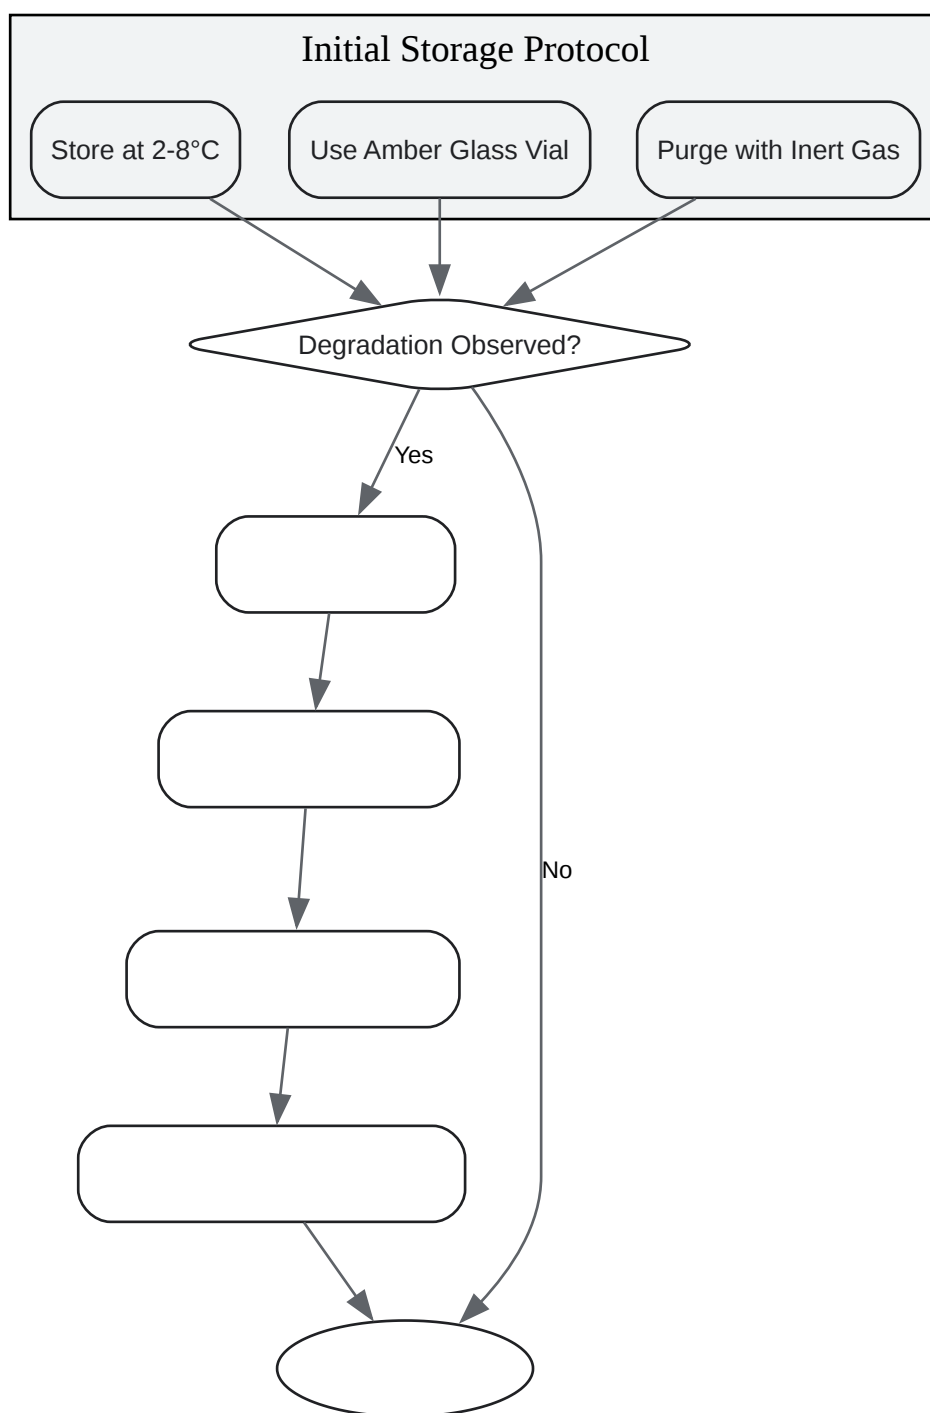 Initial Storage Protocol
Store at 2-8°C
Use Amber Glass Vial
Purge with Inert Gas
Degradation Observed?
Yes
No